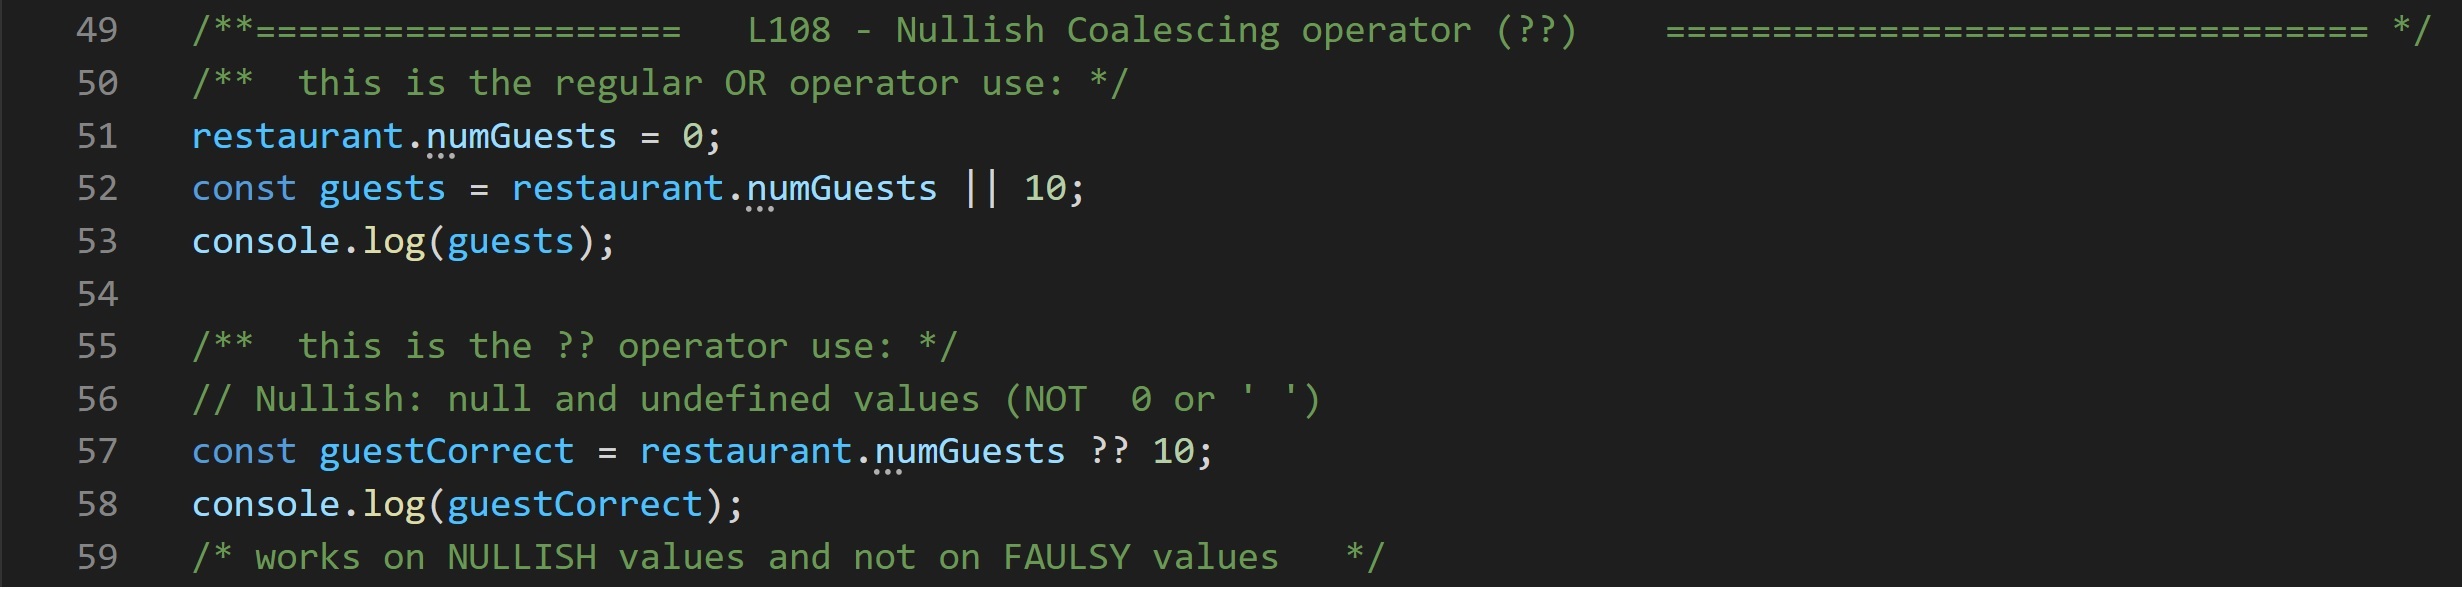 49 /**==================== L108 - Nullish Coalescing operator (??) ================================= */
50 /** this is the regular OR operator use: */
51 restaurant.numGuests = 0;
52 const guests = restaurant.numGuests || 10;
53 console.log(guests);
54
55 /** this is the ?? operator use: */
56 // Nullish: null and undefined values (NOT 0 or ' ')
57 const guestCorrect = restaurant.numGuests ?? 10;
58 console.log(guestCorrect);
59 /* works on NULLISH values and not on FAULSY values */